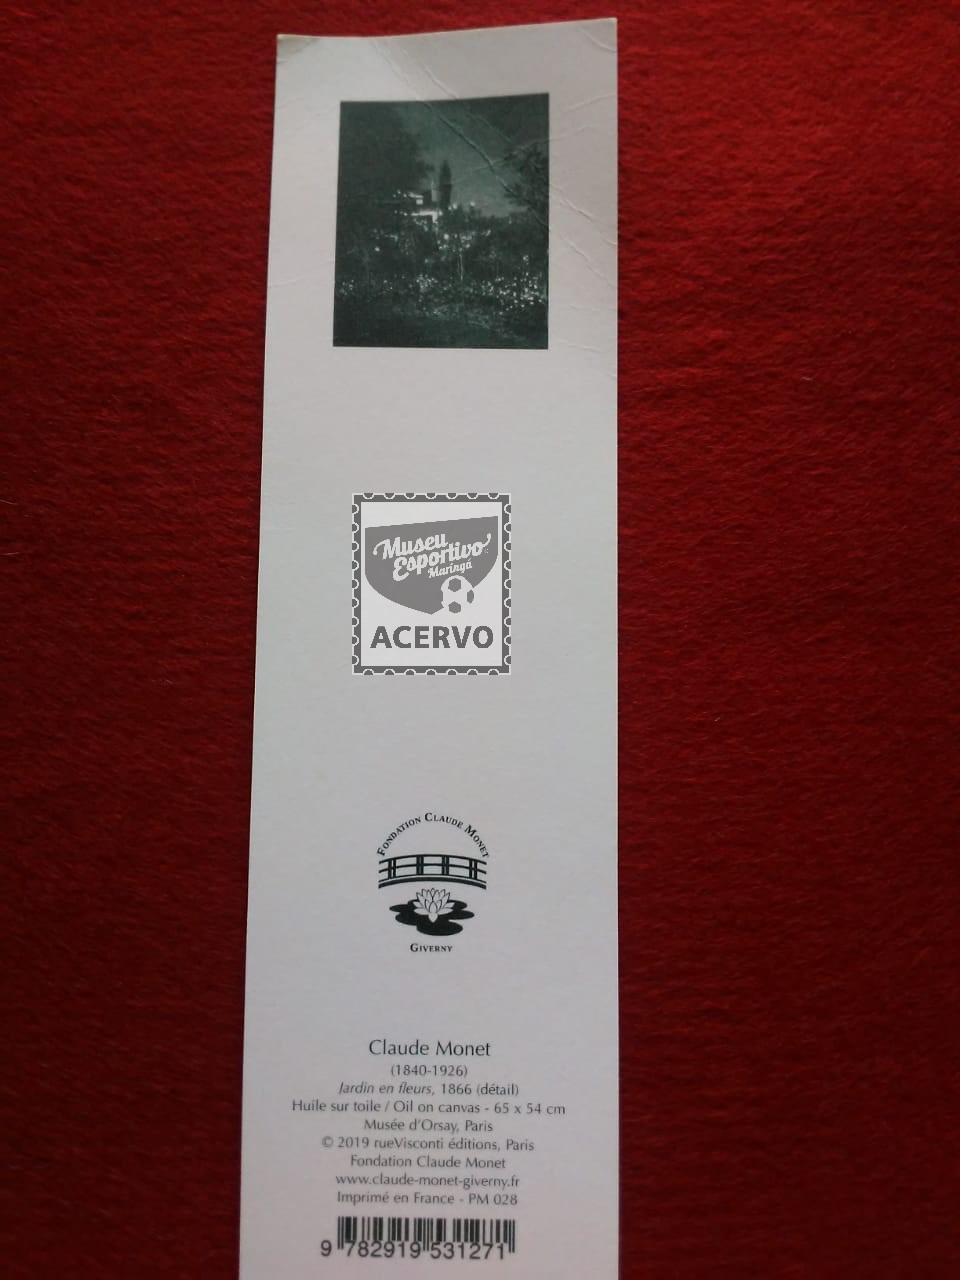 Museu
Esportivo
Maringá
ACERVO
FONDATION CLAUDE MONET
GIVERNY
Claude Monet
(1840-1926)
Jardin en fleurs, 1866 (détail)
Huile sur toile / Oil on canvas - 65 x 54 cm
Musée d'Orsay, Paris
© 2019 rueVisconti éditions, Paris
Fondation Claude Monet
www.claude-monet-giverny.fr
Imprimé en France - PM 028
9 782919 531271